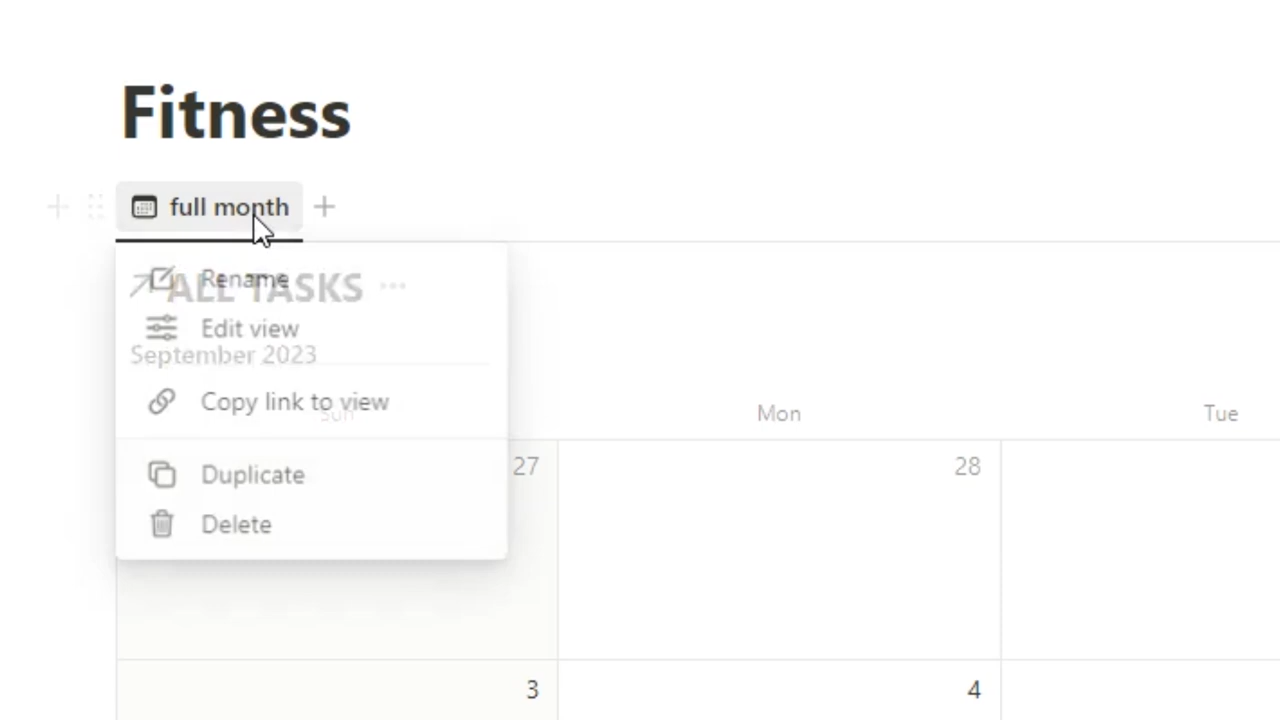 Fitness
full month
Rename
ALL TASKS
Edit view
September 2023
Copy link to view
Sun Mon Tue
Duplicate
27 28
Delete
3 4